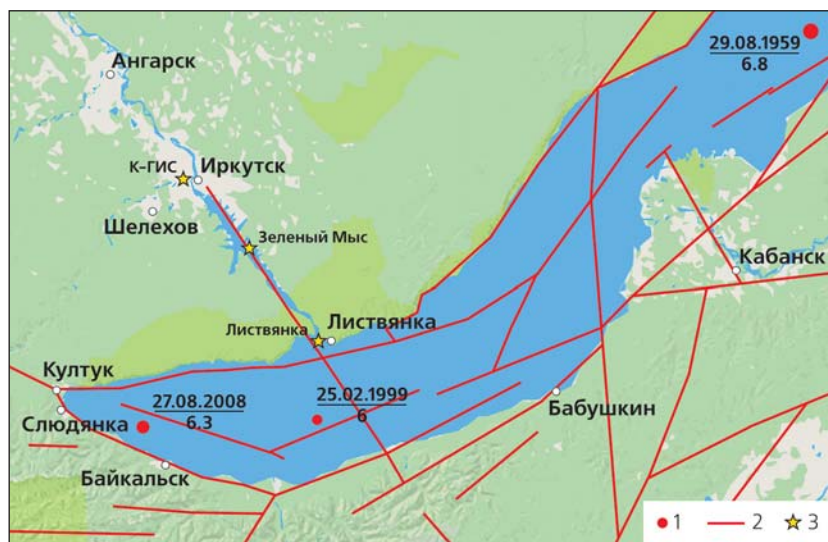 29.08.1959
6.8
Ангарск
к-ГИС
Иркутск
Шелехов
Зеленый Мыс
Кабанск
Листвянка
Листвянка
Култук
27.08.2008
6.3
25.02.1999
6
Слюдянка
Бабушкин
Байкальск
1 2 3